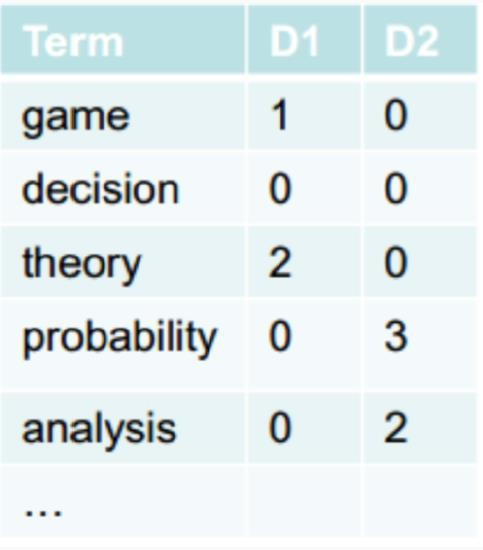 Term D1 D2
game 1 0
decision 0 0
theory 2 0
probability 0 3
analysis 0 2
...